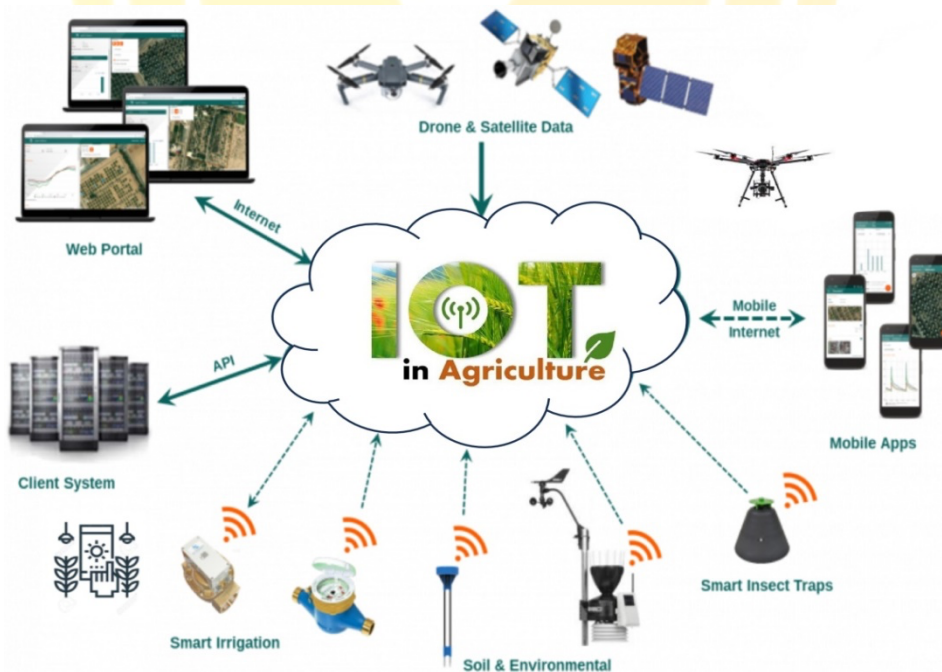 Drone & Satellite Data
Internet
Web Portal
IOT
in Agriculture
Mobile
Internet
API
Mobile Apps
Client System
Smart Insect Traps
Smart Irrigation
Soil & Environmental